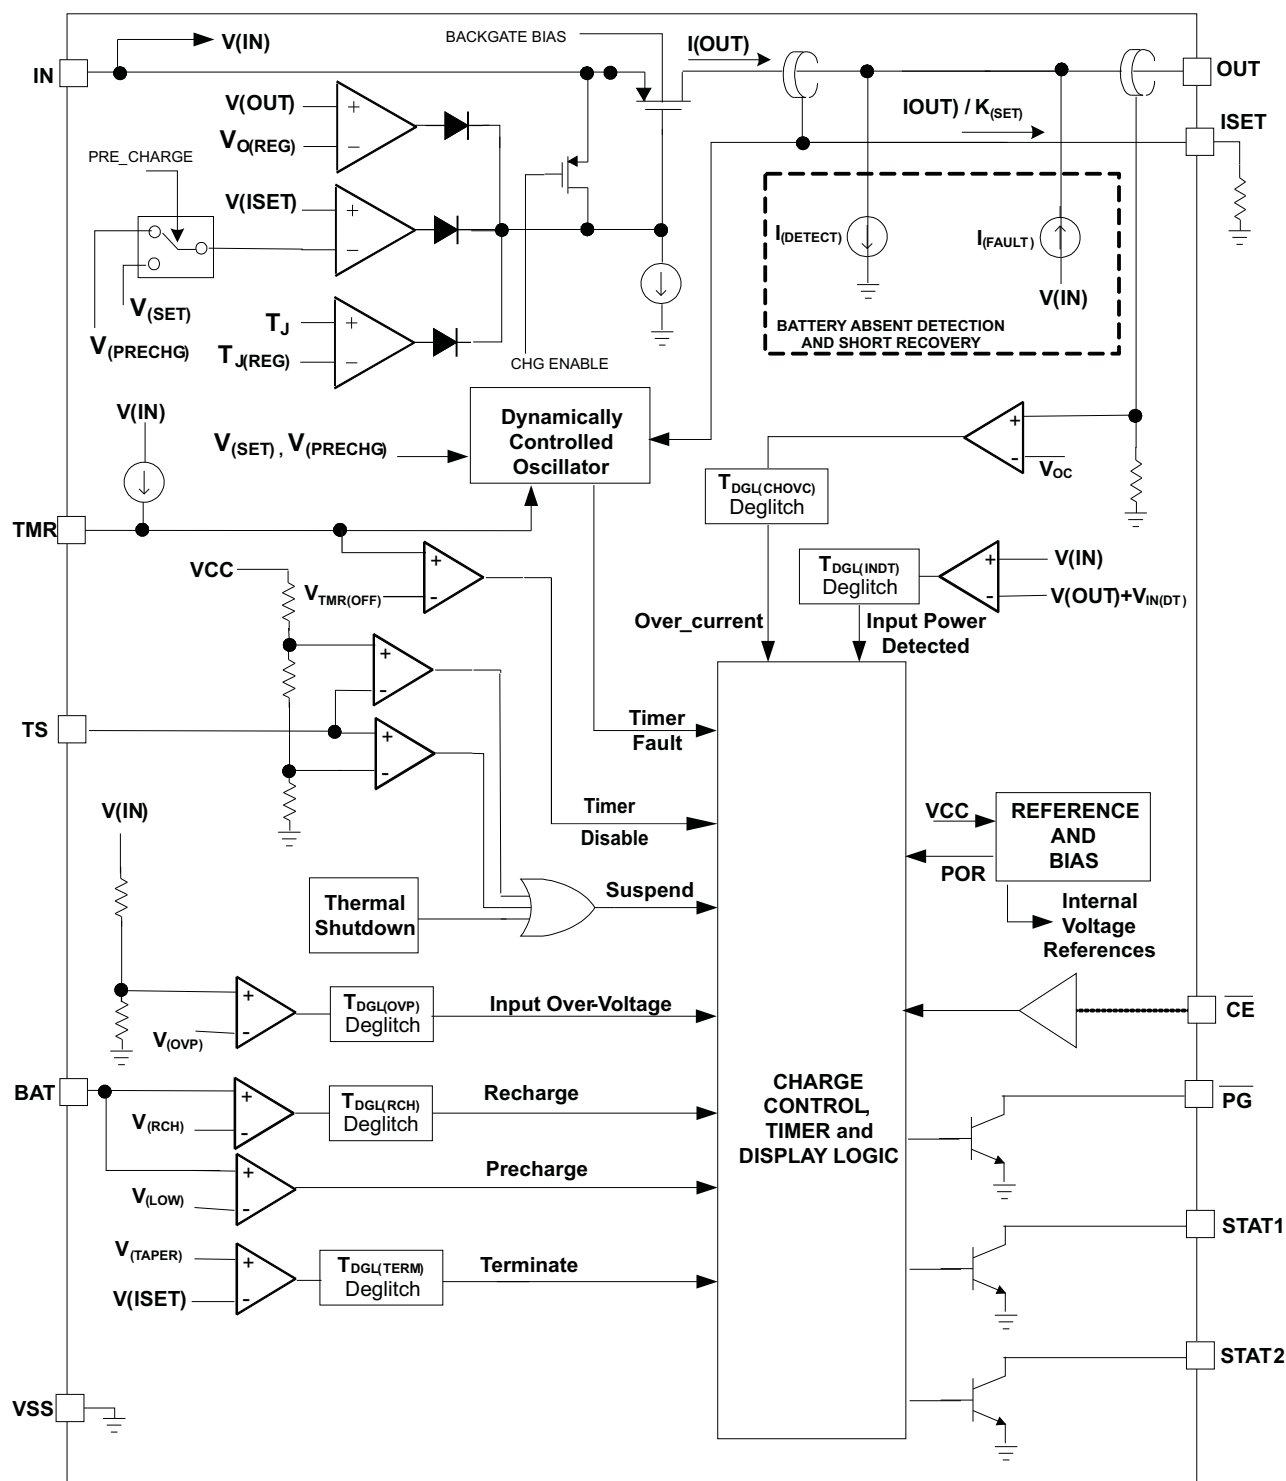 BACKGATE BIAS
V(IN)
I(OUT)
IN
OUT
V(OUT)
+
VO(REG)
−
IOUT) / K(SET)
ISET
PRE_CHARGE
V(ISET)
+
−
I(DETECT)
I(FAULT)
V(IN)
V(SET)
V(PRECHG)
TJ
+
TJ(REG)
−
BATTERY ABSENT DETECTION
AND SHORT RECOVERY
CHG ENABLE
V(IN)
Dynamically
Controlled
Oscillator
V(SET) , V(PRECHG)
+
-
VOC
TDGL(CHOVC)
Deglitch
TMR
VCC
+
VTMR(OFF)
-
TDGL(INDT)
Deglitch
+
V(IN)
-
V(OUT)+VIN(DT)
Over_current
Input Power
Detected
+
-
TS
+
-
Timer
Fault
V(IN)
Timer
Disable
VCC
POR
REFERENCE
AND
BIAS
Thermal
Shutdown
Suspend
Internal
Voltage
References
+
V(OVP)
-
TDGL(OVP)
Deglitch
Input Over-Voltage
CE
BAT
+
V(RCH)
-
TDGL(RCH)
Deglitch
Recharge
CHARGE
CONTROL,
TIMER and
DISPLAY LOGIC
PG
+
V(LOW)
-
Precharge
STAT1
V(TAPER)
+
V(ISET)
-
TDGL(TERM)
Deglitch
Terminate
STAT2
VSS